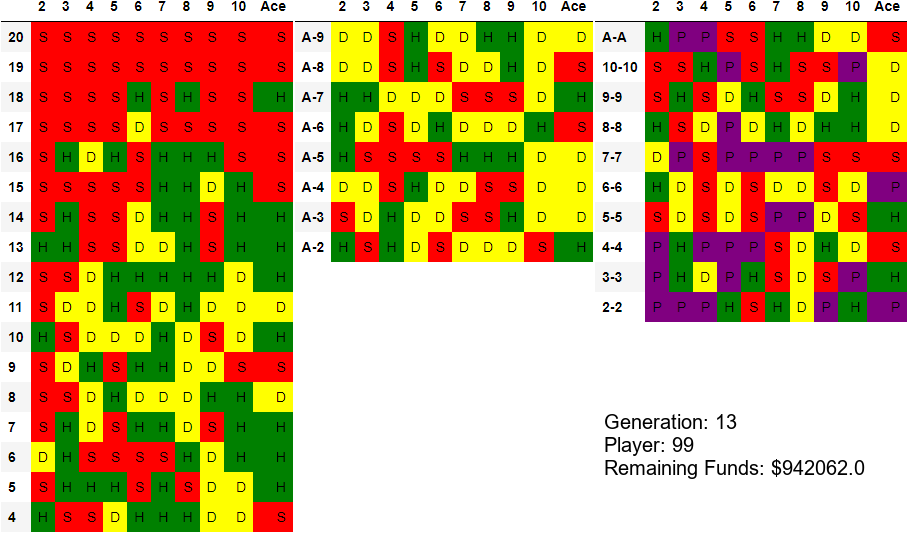 2 3 4 5 6 7 8 9 10 Ace
20 S S S S S S S S S S
19 S S S S S S S S S S
18 S S S S H S H S S H
17 S S S S D S S S S S
16 S H D H S H H H S S
15 S S S S S H H D H S
14 S H S S D H H S H H
13 H H S S D D H S H H
12 S S D H H H H H D H
11 S D D H S D H D D D
10 H S D D D H D S D H
9 S D H S H H D D S S
8 S S D H D D D H H D
7 S H D S H H D S H H
6 D H S S S S H D H H
5 S H H H S H S D D H
4 H S S D H H H D D S
2 3 4 5 6 7 8 9 10 Ace
A-9 D D S H D D H H D D
A-8 D D S H S D D H D S
A-7 H H D D D S S S D H
A-6 H D S D H D D D H S
A-5 H S S S S H H H D D
A-4 D D S H D D S S D D
A-3 S D H D D S S H D D
A-2 H S H D S D D D S H
2 3 4 5 6 7 8 9 10 Ace
A-A H P P S S H H D D S
10-10 S S H P S H S S P D
9-9 S H S D H S S D H D
8-8 H S D P D H D H H D
7-7 D P S P P P P S S S
6-6 H D S D S D D S D P
5-5 S D S D S P P D S H
4-4 P H P P P S D H D S
3-3 P H D P H S D S P H
2-2 P P P H S H D P H P
Generation: 13
Player: 99
Remaining Funds: $942062.0